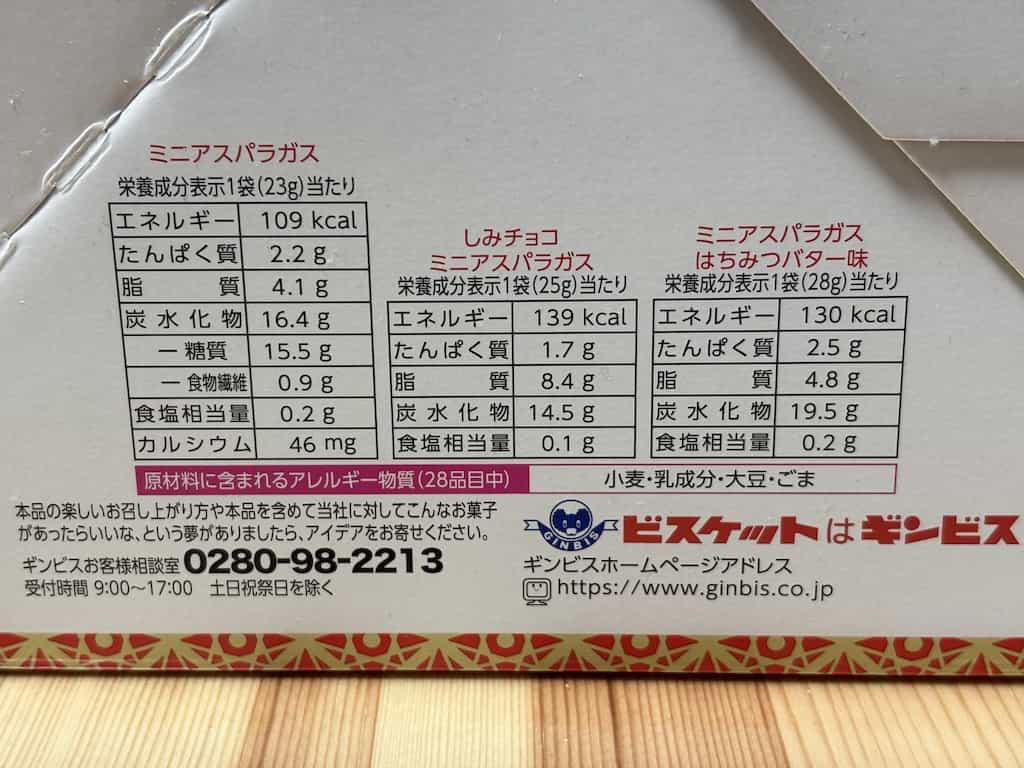 ミニアスパラガス
栄養成分表示1袋(23g)当たり
エネルギー 109 kcal
たんぱく質 2.2 g
脂質 4.1 g
炭水化物 16.4 g
ー糖質 15.5 g
ー食物繊維 0.9 g
食塩相当量 0.2 g
カルシウム 46 mg
しみチョコ
ミニアスパラガス
栄養成分表示1袋(25g)当たり
エネルギー 139 kcal
たんぱく質 1.7 g
脂質 8.4 g
炭水化物 14.5 g
食塩相当量 0.1 g
ミニアスパラガス
はちみつバター味
栄養成分表示1袋(28g)当たり
エネルギー 130 kcal
たんぱく質 2.5 g
脂質 4.8 g
炭水化物 19.5 g
食塩相当量 0.2 g
原材料に含まれるアレルギー物質(28品目中) 小麦・乳成分・大豆・ごま
本品の楽しいお召し上がり方や本品を含めて当社に対してこんなお菓子
があったらいいな、という夢がありましたら、アイデアをお寄せください。
ギンビスお客様相談室 0280-98-2213
受付時間 9:00〜17:00 土日祝祭日を除く
GINBIS
ビスケットはギンビス
ギンビスホームページアドレス
https://www.ginbis.co.jp